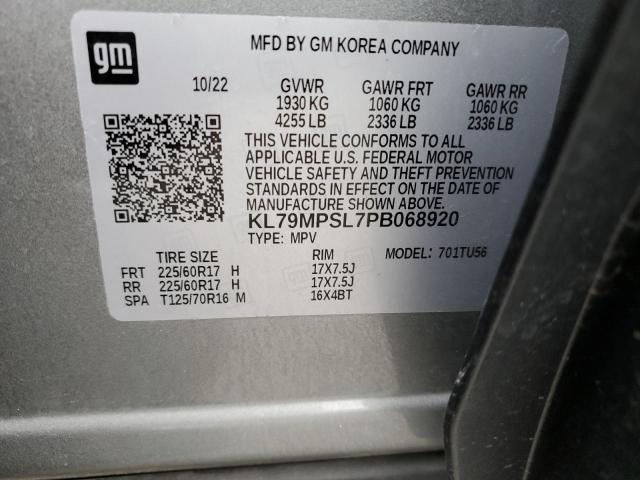 gm
MFD BY GM KOREA COMPANY
10/22 GVWR GAWR FRT GAWR RR
1930 KG 1060 KG 1060 KG
4255 LB 2336 LB 2336 LB
THIS VEHICLE CONFORMS TO ALL
APPLICABLE U.S. FEDERAL MOTOR
VEHICLE SAFETY AND THEFT PREVENTION
STANDARDS IN EFFECT ON THE DATE OF
MANUFACTURE SHOWN ABOVE.
KL79MPSL7PB068920
TYPE: MPV
TIRE SIZE RIM MODEL: 701TU56
FRT 225/60R17 H 17X7.5J
RR 225/60R17 H 17X7.5J
SPA T125/70R16 M 16X4BT